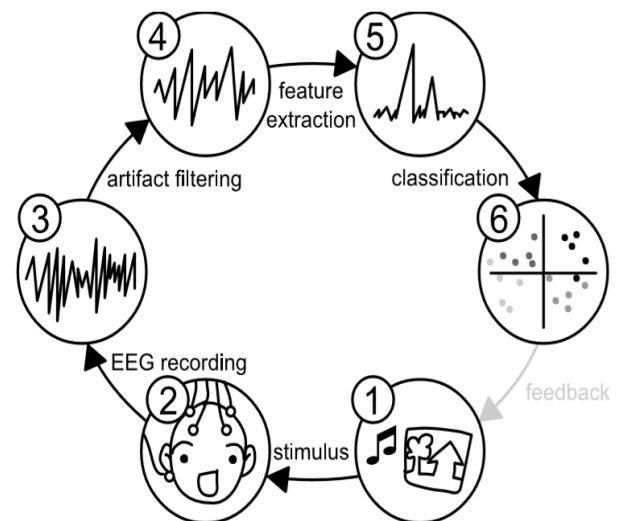 4
5
feature
extraction
artifact filtering
classification
3
6
EEG recording
feedback
2
1
stimulus